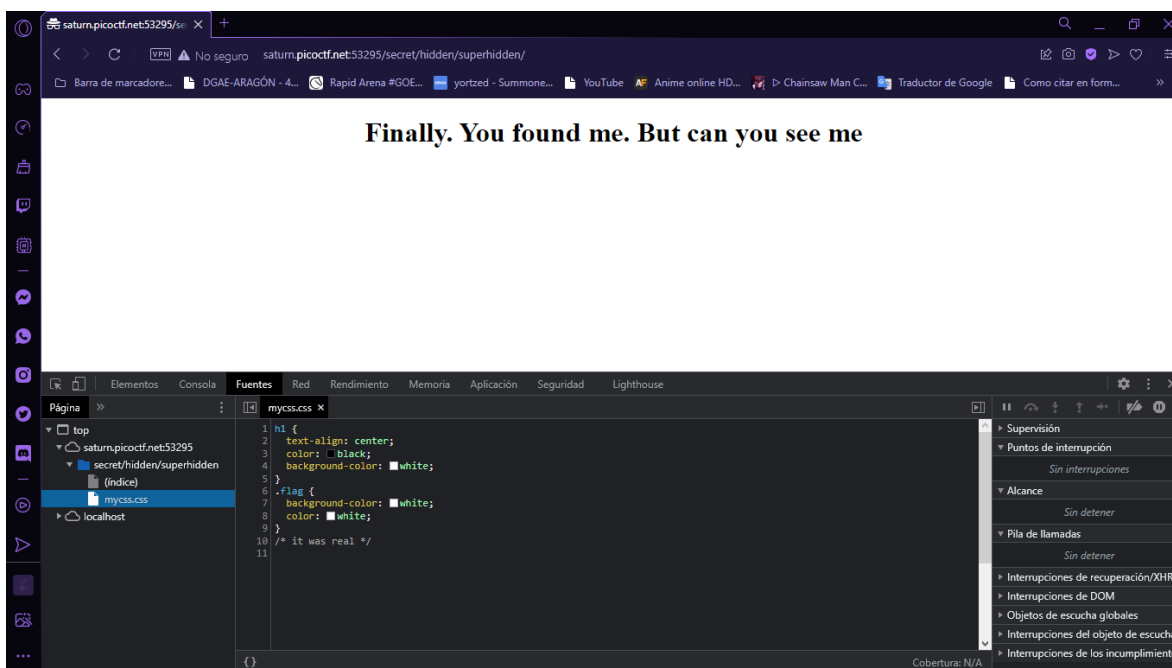 saturn.picoctf.net:53295/se
VPN
No seguro
saturn.picoctf.net:53295/secret/hidden/superhidden/
Barra de marcadore...
DGAE-ARAGÓN - 4...
Rapid Arena #GOE...
yortzed - Summone...
YouTube
AF
Anime online HD...
▷ Chainsaw Man C...
Traductor de Google
Como citar en form...
»
Finally. You found me. But can you see me
Elementos
Consola
Fuentes
Red
Rendimiento
Memoria
Aplicación
Seguridad
Lighthouse
Página
»
mycss.css ×
top
saturn.picoctf.net:53295
secret/hidden/superhidden
(índice)
mycss.css
localhost
1 h1 {
2 text-align: center;
3 color: black;
4 background-color: white;
5 }
6 .flag {
7 background-color: white;
8 color: white;
9 }
10 /* it was real */
11
{}
Cobertura: N/A
Supervisión
Puntos de interrupción
Sin interrupciones
Alcance
Sin detener
Pila de llamadas
Sin detener
Interrupciones de recuperación/XHR
Interrupciones de DOM
Objetos de escucha globales
Interrupciones del objeto de escuch
Interrupciones de los incumplimient